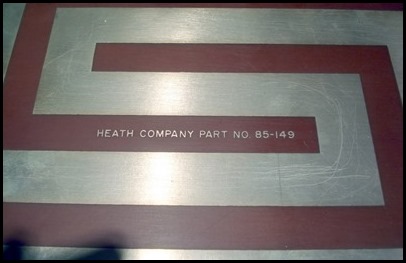 HEATH COMPANY PART NO. 85-149